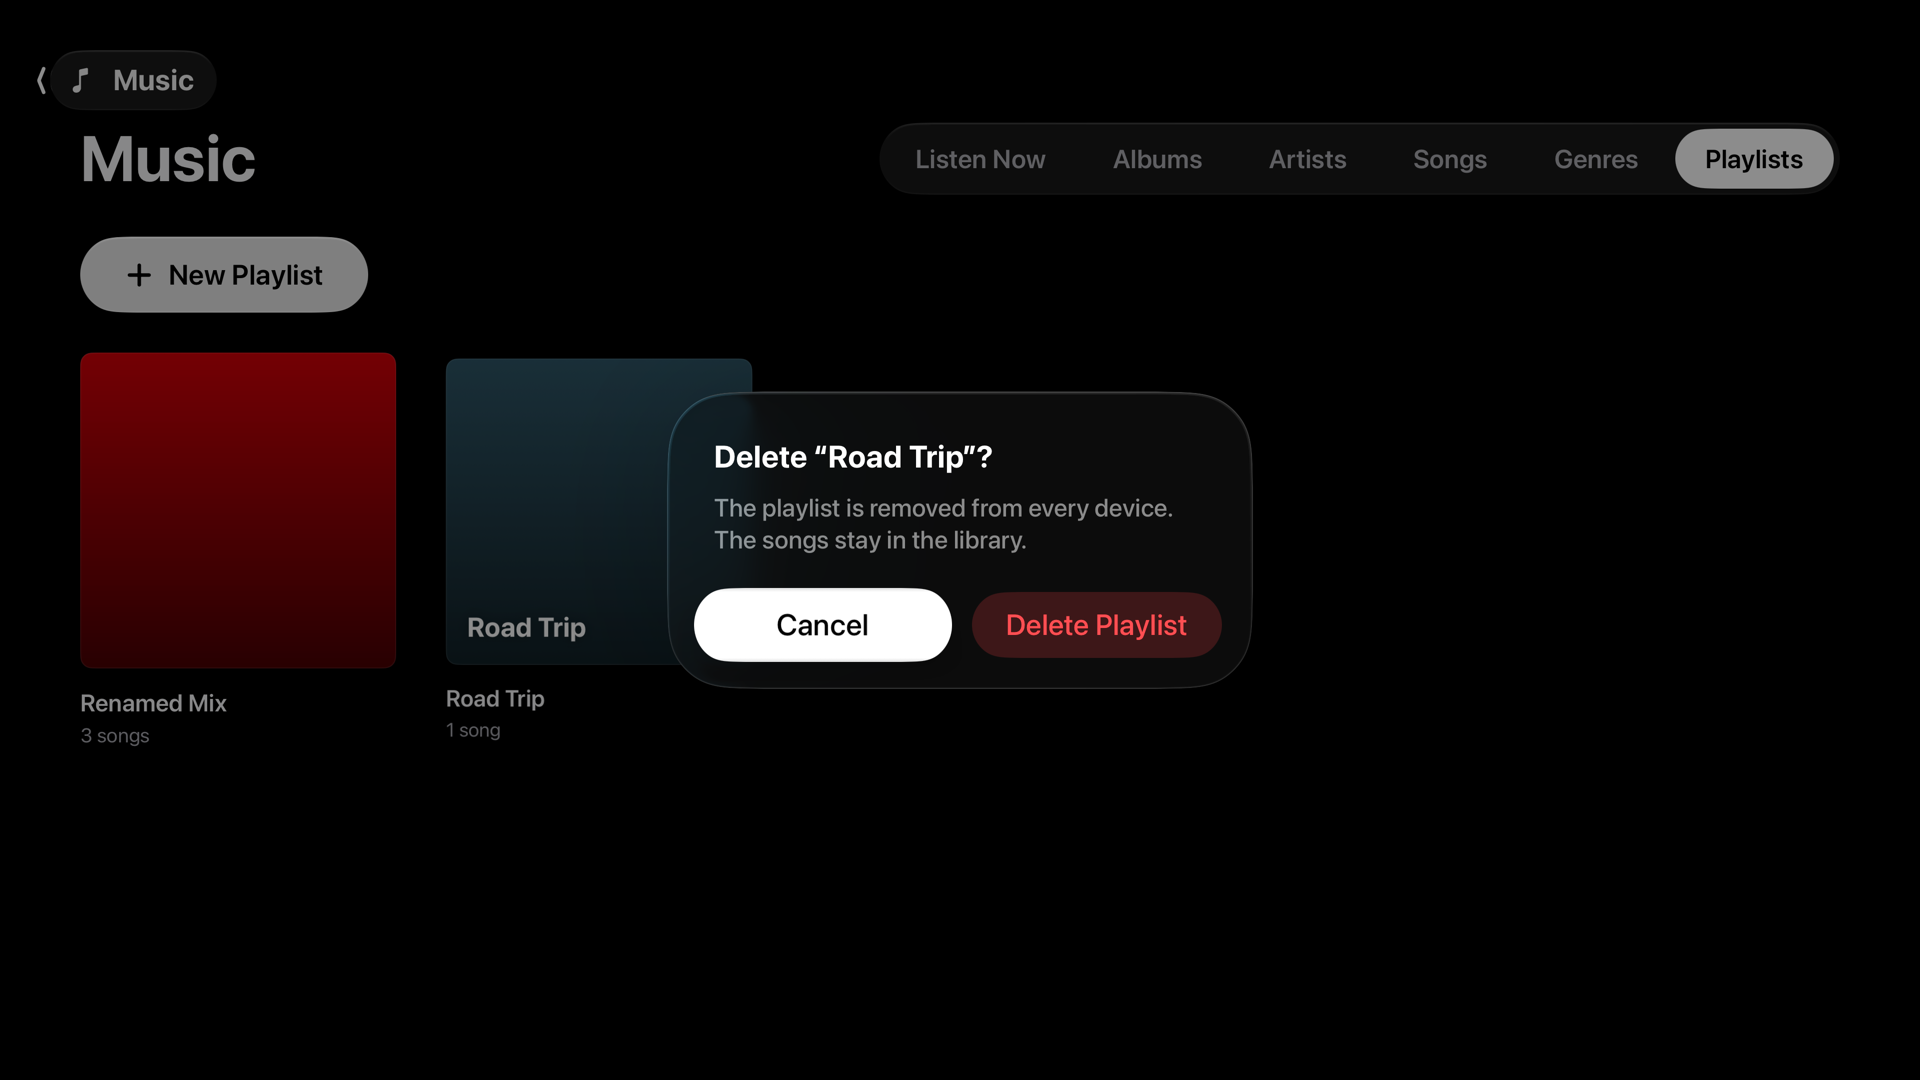 Music
Music
Listen Now
Albums
Artists
Songs
Genres
Playlists
New Playlist
Road Trip
Renamed Mix
3 songs
Road Trip
1 song
Delete “Road Trip”?
The playlist is removed from every device.
The songs stay in the library.
Cancel
Delete Playlist